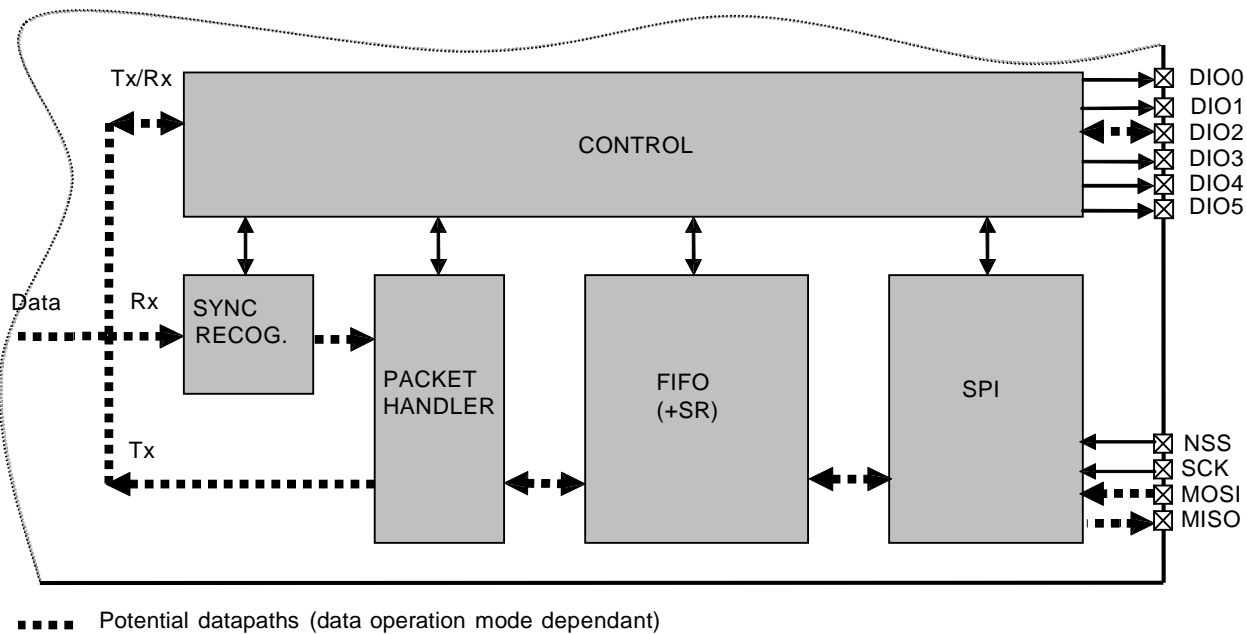 Tx/Rx
CONTROL
DIO0
DIO1
DIO2
DIO3
DIO4
DIO5
Data
Rx
SYNC
RECOG.
PACKET
HANDLER
FIFO
(+SR)
SPI
Tx
NSS
SCK
MOSI
MISO
Potential datapaths (data operation mode dependant)